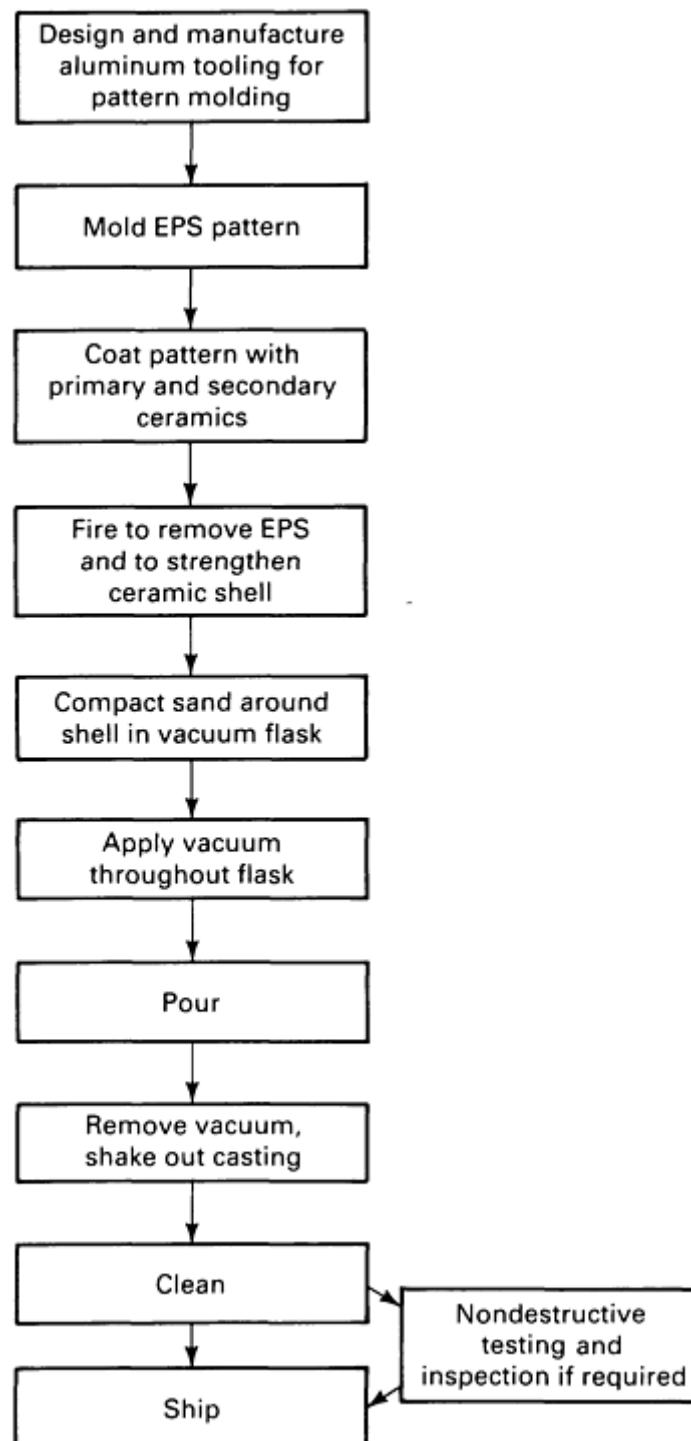 Design and manufacture
aluminum tooling for
pattern molding
Mold EPS pattern
Coat pattern with
primary and secondary
ceramics
Fire to remove EPS
and to strengthen
ceramic shell
Compact sand around
shell in vacuum flask
Apply vacuum
throughout flask
Pour
Remove vacuum,
shake out casting
Clean
Nondestructive
testing and
inspection if required
Ship